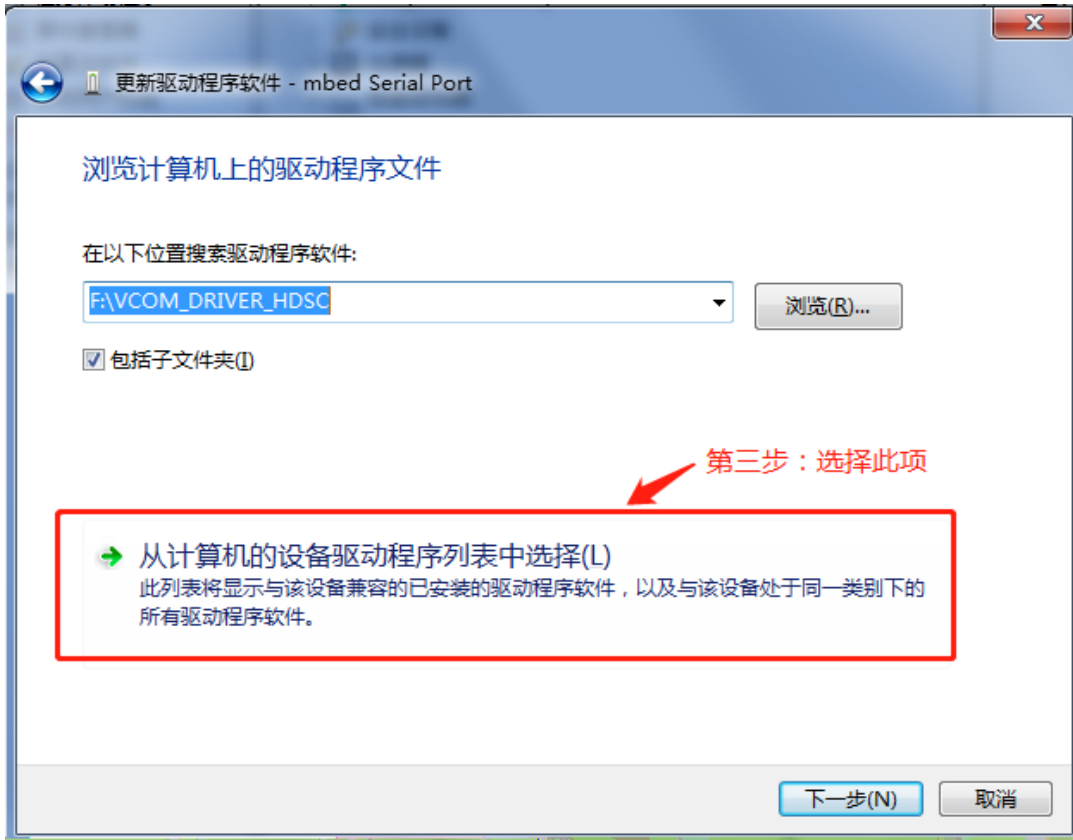 更新驱动程序软件 - mbed Serial Port
浏览计算机上的驱动程序文件
在以下位置搜索驱动程序软件:
F:\VCOM_DRIVER_HDSC
浏览(R)...
包括子文件夹(I)
第三步：选择此项
从计算机的设备驱动程序列表中选择(L)
此列表将显示与该设备兼容的已安装的驱动程序软件，以及与该设备处于同一类别下的
所有驱动程序软件。
下一步(N)
取消